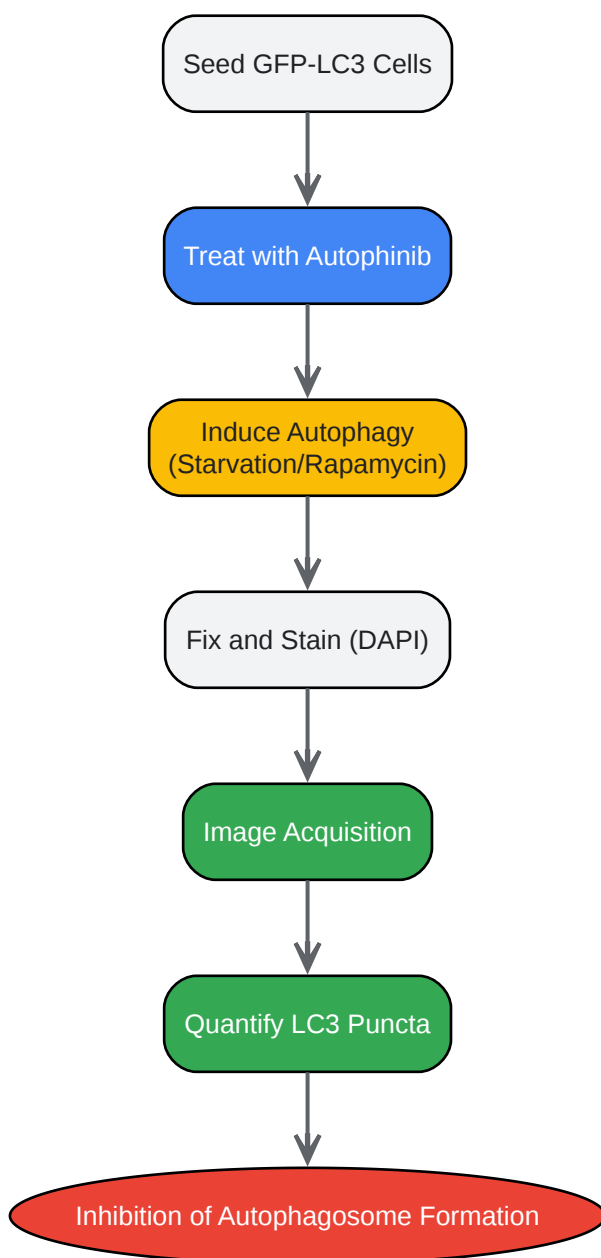 Seed GFP-LC3 Cells
Treat with Autophinib
Induce Autophagy
(Starvation/Rapamycin)
Fix and Stain (DAPI)
Image Acquisition
Quantify LC3 Puncta
Inhibition of Autophagosome Formation